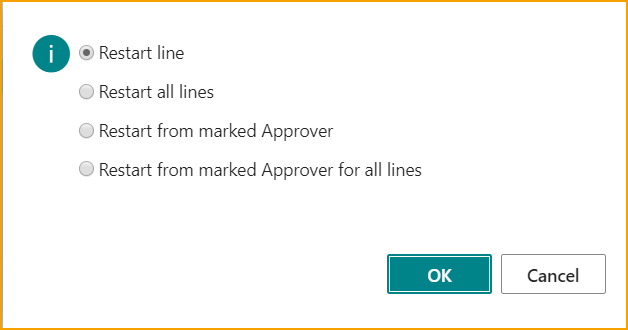 Restart line
Restart all lines
Restart from marked Approver
Restart from marked Approver for all lines
OK
Cancel